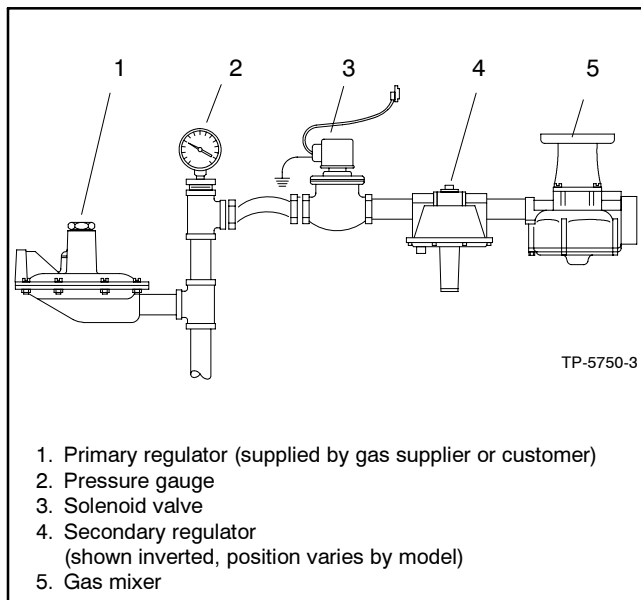 1 2 3 4 5
TP-5750-3
1. Primary regulator (supplied by gas supplier or customer)
2. Pressure gauge
3. Solenoid valve
4. Secondary regulator
(shown inverted, position varies by model)
5. Gas mixer